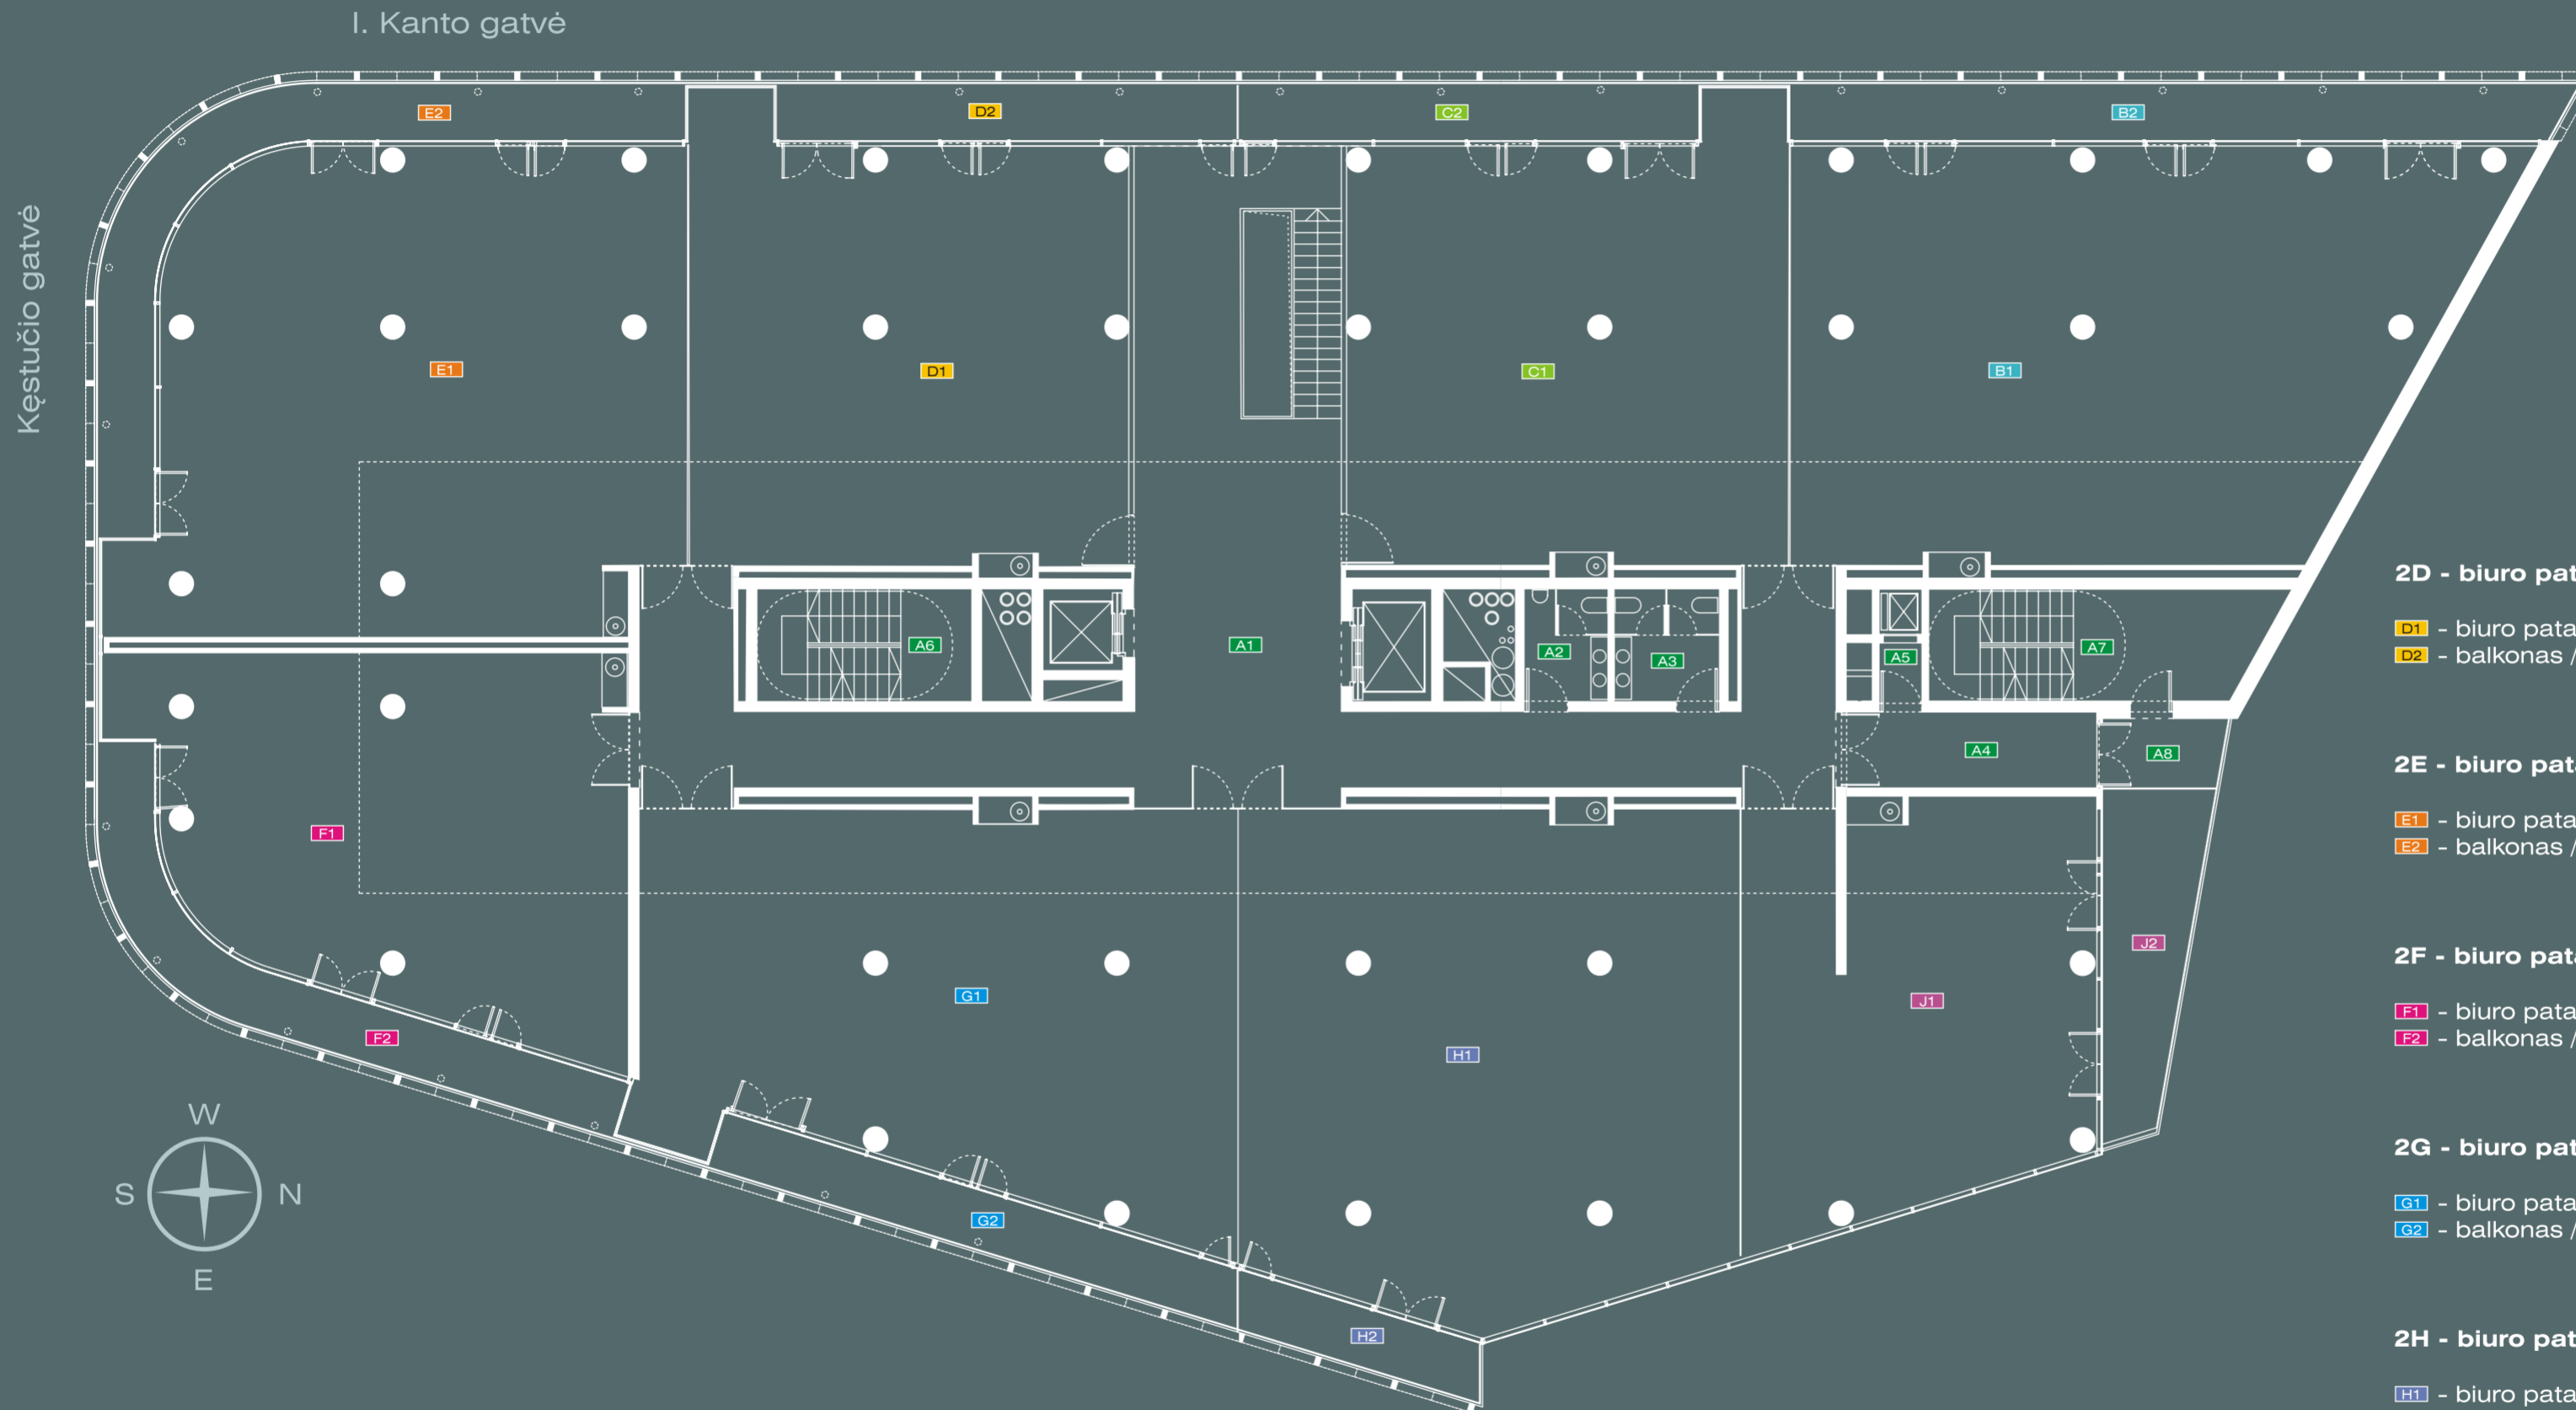 I. Kanto gatvė
Kęstučio gatvė
E2
D2
C2
B2
E1
D1
C1
B1
A6
A1
A2
A3
A5
A7
A4
A8
F1
F2
G1
G2
H1
H2
J1
J2
W
S N
E
2D - biuro pat
D1 - biuro pata
D2 - balkonas /
2E - biuro pat
E1 - biuro pata
E2 - balkonas /
2F - biuro pat
F1 - biuro pata
F2 - balkonas /
2G - biuro pat
G1 - biuro pata
G2 - balkonas /
2H - biuro pat
H1 - biuro pata